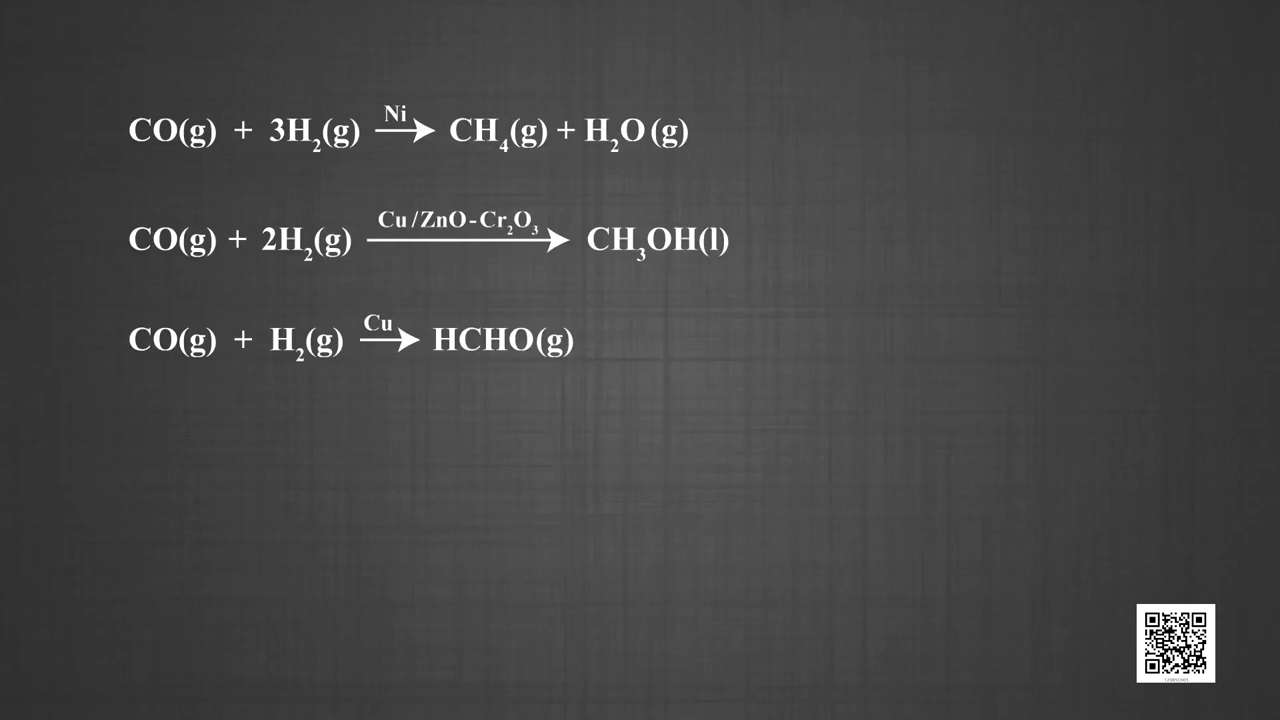 CO(g) + 3H₂(g) —Ni→ CH₄(g) + H₂O(g)
CO(g) + 2H₂(g) —Cu/ZnO-Cr₂O₃→ CH₃OH(l)
CO(g) + H₂(g) —Cu→ HCHO(g)